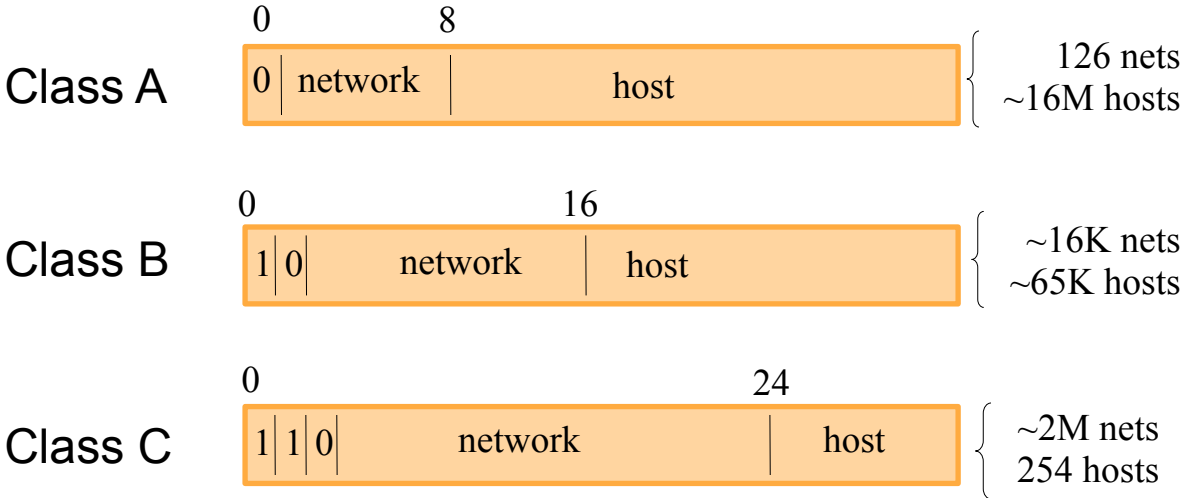 0 8
Class A 0 network host 126 nets
~16M hosts
0 16
Class B 1 0 network host ~16K nets
~65K hosts
0 24
Class C 1 1 0 network host ~2M nets
254 hosts